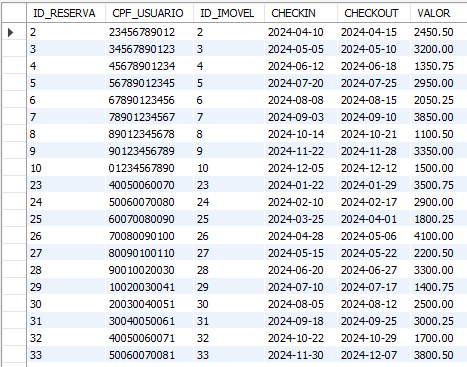 ID_RESERVA CPF_USUARIO ID_IMOVEL CHECKIN CHECKOUT VALOR
2 23456789012 2 2024-04-10 2024-04-15 2450.50
3 34567890123 3 2024-05-05 2024-05-10 3200.00
4 45678901234 4 2024-06-12 2024-06-18 1350.75
5 56789012345 5 2024-07-20 2024-07-25 2950.00
6 67890123456 6 2024-08-08 2024-08-15 2050.25
7 78901234567 7 2024-09-03 2024-09-10 3850.00
8 89012345678 8 2024-10-14 2024-10-21 1100.50
9 90123456789 9 2024-11-22 2024-11-28 3350.00
10 01234567890 10 2024-12-05 2024-12-12 1500.00
23 40050060070 23 2024-01-22 2024-01-29 3500.75
24 50060070080 24 2024-02-10 2024-02-17 2900.00
25 60070080090 25 2024-03-25 2024-04-01 1800.25
26 70080090100 26 2024-04-28 2024-05-06 4100.00
27 80090100110 27 2024-05-15 2024-05-22 2200.50
28 90010020030 28 2024-06-20 2024-06-27 3300.00
29 10020030041 29 2024-07-10 2024-07-17 1400.75
30 20030040051 30 2024-08-05 2024-08-12 2500.00
31 30040050061 31 2024-09-18 2024-09-25 3000.25
32 40050060071 32 2024-10-22 2024-10-29 1700.00
33 50060070081 33 2024-11-30 2024-12-07 3800.50